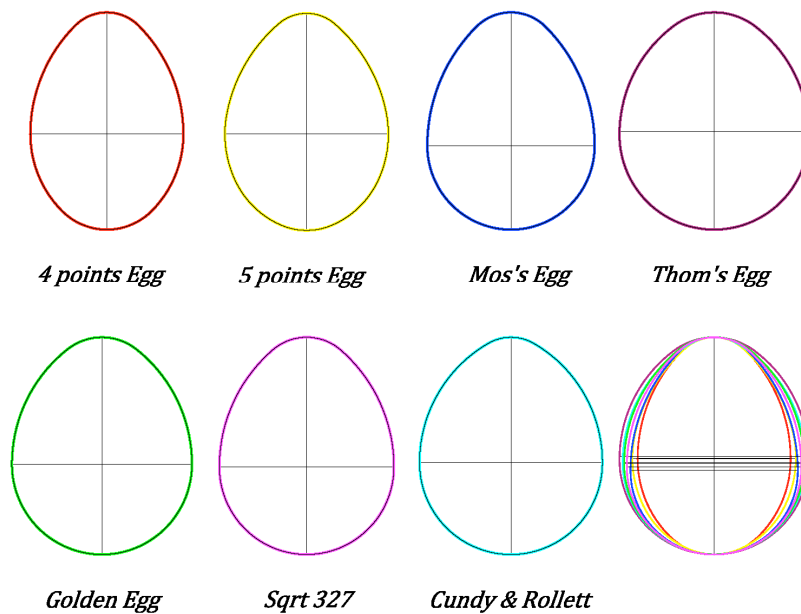 4 points Egg
5 points Egg
Mos's Egg
Thom's Egg
Golden Egg
Sqrt 327
Cundy & Rollett